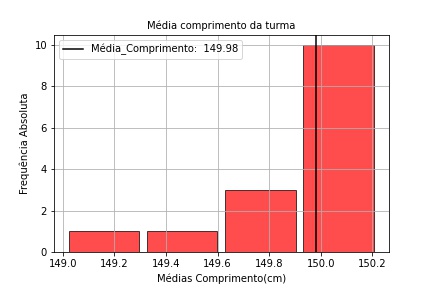 Média comprimento da turma
Média_Comprimento:  149.98
Frequência Absoluta
10
8
6
4
2
0
149.0 149.2 149.4 149.6 149.8 150.0 150.2
Médias Comprimento(cm)